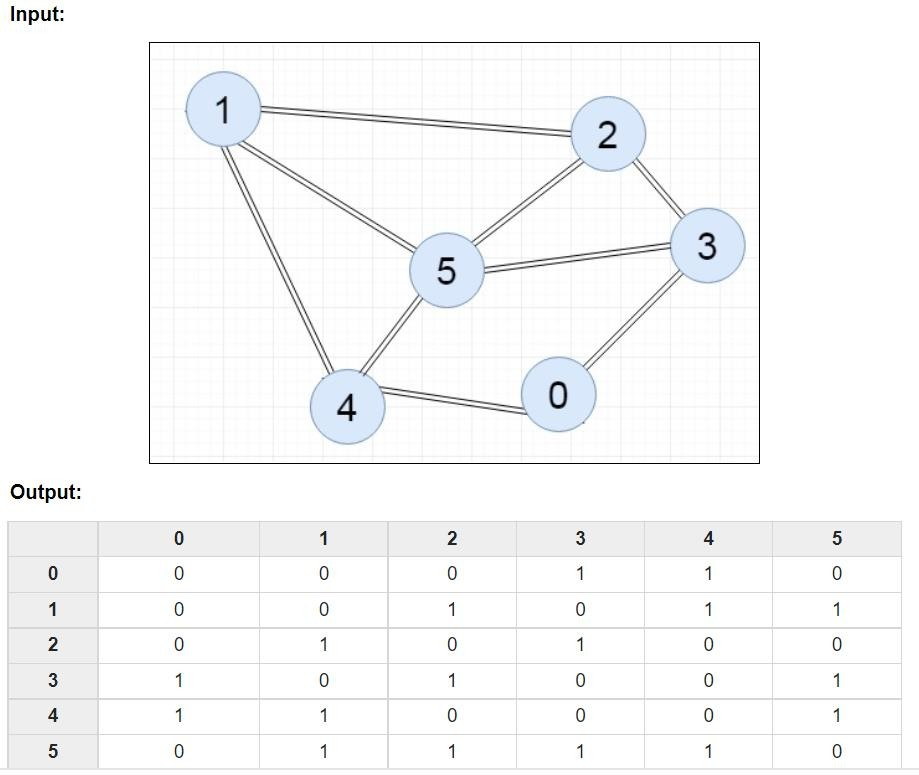 Input:
1
2
3
5
4
0
Output:
0 1 2 3 4 5
0 0 0 0 1 1 0
1 0 0 1 0 1 1
2 0 1 0 1 0 0
3 1 0 1 0 0 1
4 1 1 0 0 0 1
5 0 1 1 1 1 0